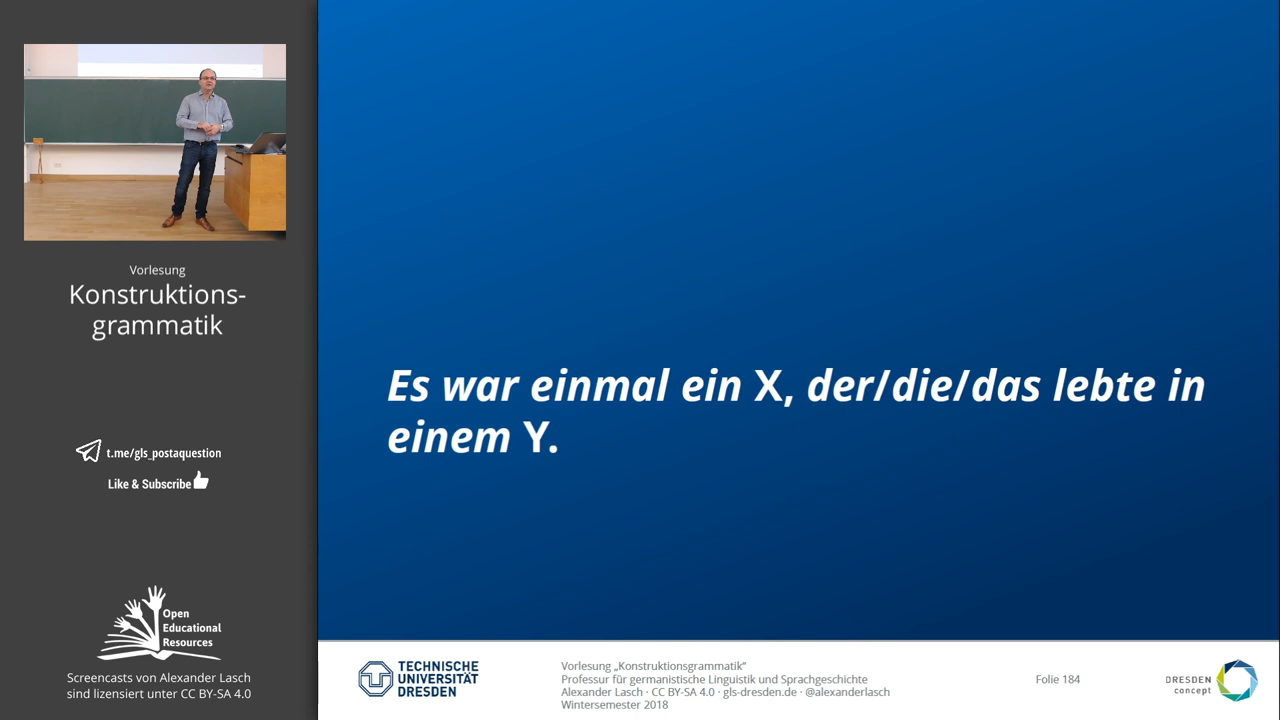 Vorlesung
Konstruktions-
grammatik
t.me/gls_postaquestion
Like & Subscribe
Open
Educational
Resources
Screencasts von Alexander Lasch
sind lizensiert unter CC BY-SA 4.0
Es war einmal ein X, der/die/das lebte in
einem Y.
TECHNISCHE
UNIVERSITÄT
DRESDEN
Vorlesung „Konstruktionsgrammatik“
Professur für germanistische Linguistik und Sprachgeschichte
Alexander Lasch · CC BY-SA 4.0 · gls-dresden.de · @alexanderlasch
Wintersemester 2018
Folie 184
DRESDEN
concept